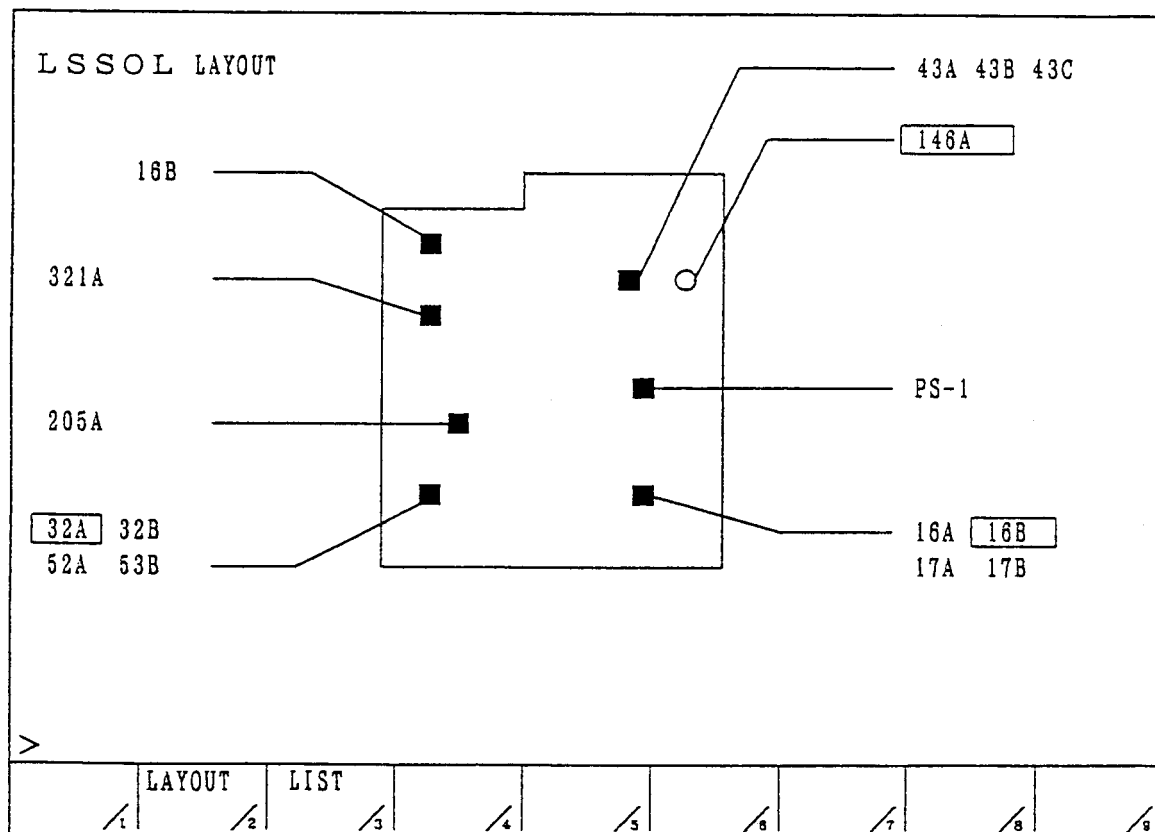 LSSOL LAYOUT
43A 43B 43C
146A
16B
321A
PS-1
205A
32A 32B
52A 53B
16A 16B
17A 17B
>
LAYOUT LIST
/1 /2 /3 /4 /5 /6 /7 /8 /9